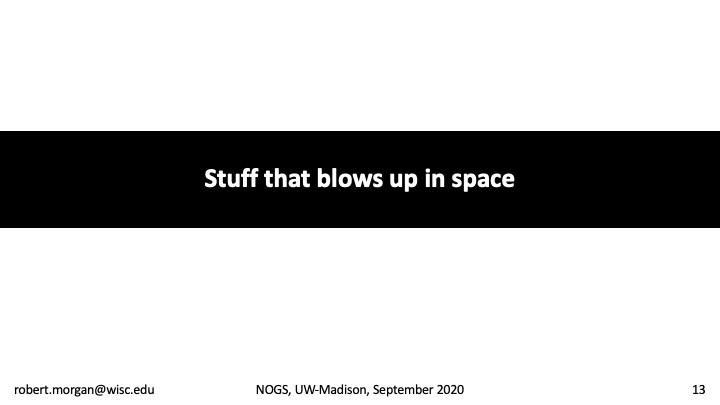 Stuff that blows up in space
robert.morgan@wisc.edu
NOGS, UW-Madison, September 2020
13